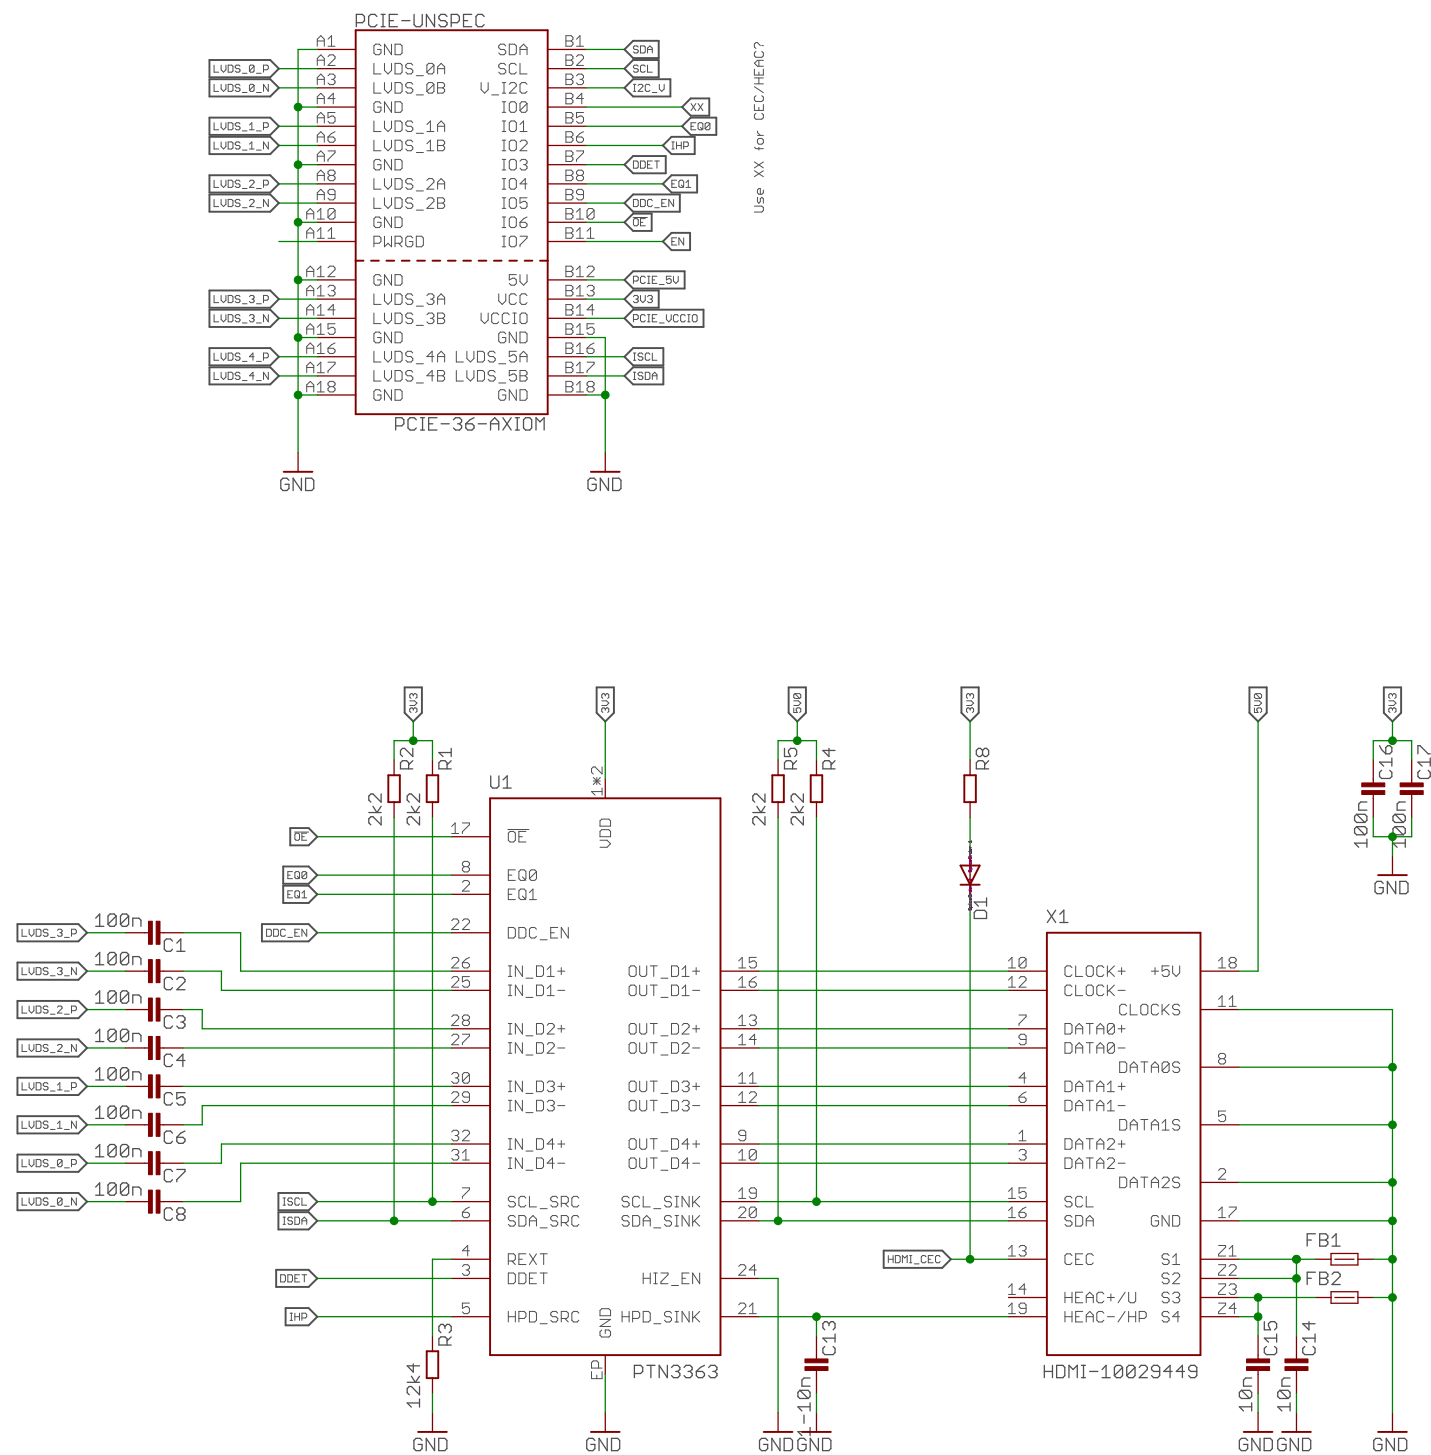 PCIE-UNSPEC
A1 GND SDA B1 SDA
LVDS_0_P A2 LVDS_0A SCL B2 SCL
LVDS_0_N A3 LVDS_0B V_I2C B3 I2C_V
A4 GND IO0 B4 XX
LVDS_1_P A5 LVDS_1A IO1 B5 EQ0
LVDS_1_N A6 LVDS_1B IO2 B6 IHP
A7 GND IO3 B7 DDET
LVDS_2_P A8 LVDS_2A IO4 B8 EQ1
LVDS_2_N A9 LVDS_2B IO5 B9 DDC_EN
A10 GND IO6 B10 OE
A11 PWRGD IO7 B11 EN
A12 GND 5V B12 PCIE_5V
LVDS_3_P A13 LVDS_3A VCC B13 3V3
LVDS_3_N A14 LVDS_3B VCCIO B14 PCIE_VCCIO
A15 GND GND B15
LVDS_4_P A16 LVDS_4A LVDS_5A B16 ISCL
LVDS_4_N A17 LVDS_4B LVDS_5B B17 ISDA
A18 GND GND B18
PCIE-36-AXIOM
GND GND
Use XX for CEC/HEAC?
3V3 3V3 5V0 3V3 5V0 3V3
R2 R1 R5 R4 R8 C16 C17
2k2 2k2 2k2 2k2 100n 100n
GND
U1
1*2
VDD
OE 17 OE
EQ0 8 EQ0
EQ1 2 EQ1
D1
X1
DDC_EN 22 DDC_EN
LVDS_3_P 100n C1
LVDS_3_N 100n C2
LVDS_2_P 100n C3
LVDS_2_N 100n C4
LVDS_1_P 100n C5
LVDS_1_N 100n C6
LVDS_0_P 100n C7
LVDS_0_N 100n C8
26 IN_D1+ OUT_D1+ 15 10 CLOCK+ +5V 18
25 IN_D1- OUT_D1- 16 12 CLOCK-
CLOCKS 11
28 IN_D2+ OUT_D2+ 13 7 DATA0+
27 IN_D2- OUT_D2- 14 9 DATA0-
DATA0S 8
30 IN_D3+ OUT_D3+ 11 4 DATA1+
29 IN_D3- OUT_D3- 12 6 DATA1-
DATA1S 5
32 IN_D4+ OUT_D4+ 9 1 DATA2+
31 IN_D4- OUT_D4- 10 3 DATA2-
DATA2S 2
ISCL 7 SCL_SRC SCL_SINK 19 15 SCL
ISDA 6 SDA_SRC SDA_SINK 20 16 SDA GND 17
4 REXT HDMI_CEC 13 CEC S1 Z1 FB1
DDET 3 DDET HIZ_EN 24 S2 Z2
14 HEAC+/U S3 Z3 FB2
IHP 5 HPD_SRC GND HPD_SINK 21 19 HEAC-/HP S4 Z4
R3 12k4
EP
PTN3363
C13 1-10n
HDMI-10029449
C15 10n
C14 10n
GND GND GND GND GND GND GND